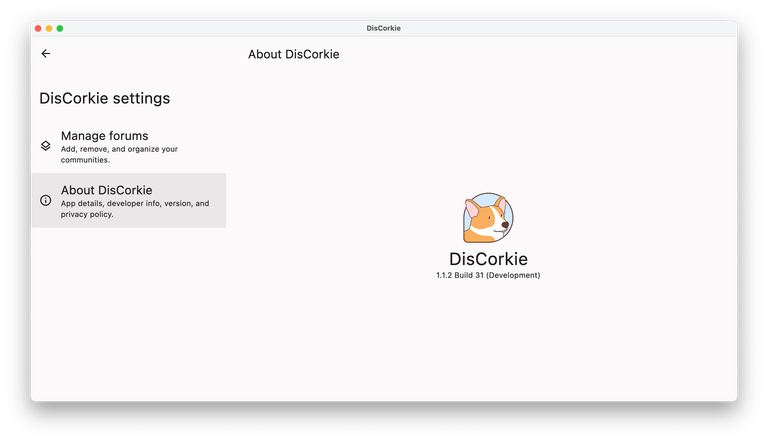 DisCorkie
About DisCorkie
DisCorkie settings
Manage forums
Add, remove, and organize your
communities.
About DisCorkie
App details, developer info, version, and
privacy policy.
DisCorkie
1.1.2 Build 31 (Development)